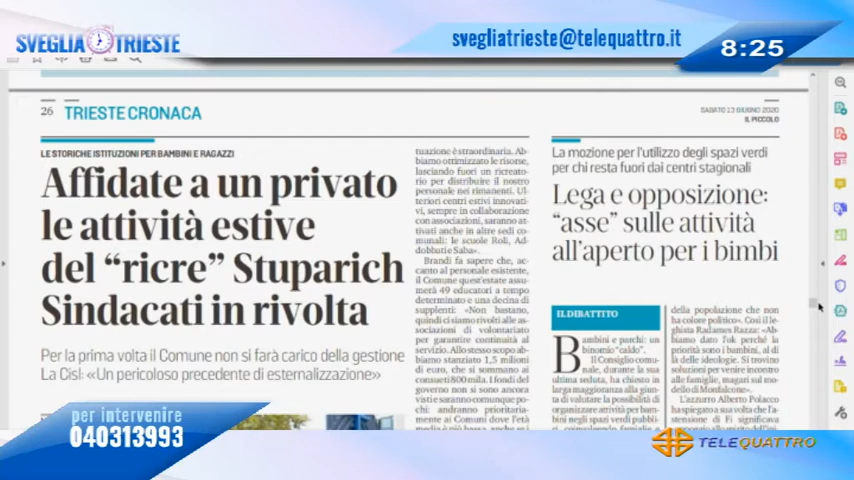 SVEGLIA TRIESTE
svegliatrieste@telequattro.it
8:25
26 TRIESTE CRONACA
SABATO 13 GIUGNO 2020
IL PICCOLO
LE STORICHE ISTITUZIONI PER BAMBINI E RAGAZZI
Affidate a un privato
le attività estive
del “ricre” Stuparich
Sindacati in rivolta
Per la prima volta il Comune non si farà carico della gestione
La Cisl: «Un pericoloso precedente di esternalizzazione»
tuazione è straordinaria. Ab-
biamo ottimizzato le risorse,
lasciando fuori un ricreato-
rio per distribuire il nostro
personale nei rimanenti. Ul-
teriori centri estivi innovati-
vi, sempre in collaborazione
con associazioni, saranno at-
tivati anche in altre sedi co-
munali: le scuole Roli, Ad-
dobbati e Saba».
Brandi fa sapere che, ac-
canto al personale esistente,
il Comune quest'estate assu-
merà 49 educatori a tempo
determinato e una decina di
supplenti: «Non bastano,
quindi ci siamo rivolti alle as-
sociazioni di volontariato
per garantire continuità al
servizio. Allo stesso scopo ab-
biamo stanziato 1,5 milioni
di euro, che si sommano ai
consueti 800mila. I fondi del
governo non si sono ancora
visti e saranno comunque po-
chi: andranno prioritaria-
mente ai Comuni dove l'età
La mozione per l'utilizzo degli spazi verdi
per chi resta fuori dai centri stagionali
Lega e opposizione:
“asse” sulle attività
all'aperto per i bimbi
IL DIBATTITO
Bambini e parchi: un
binomio “caldo”.
Il Consiglio comu-
nale, durante la sua
ultima seduta, ha chiesto in
larga maggioranza alla giun-
ta di valutare la possibilità di
organizzare attività per bam-
bini negli spazi verdi pubbli-
della popolazione che non
ha colore politico». Così il le-
ghista Radames Razza: «Ab-
biamo dato l'ok perché la
priorità sono i bambini, al di
là delle ideologie. Si trovino
soluzioni per venire incontro
alle famiglie, magari sul mo-
dello di Monfalcone».
L'azzurro Alberto Polacco
ha spiegato a sua volta che l'a-
stensione di Fi significava
per intervenire
040313993
TELEQUATTRO